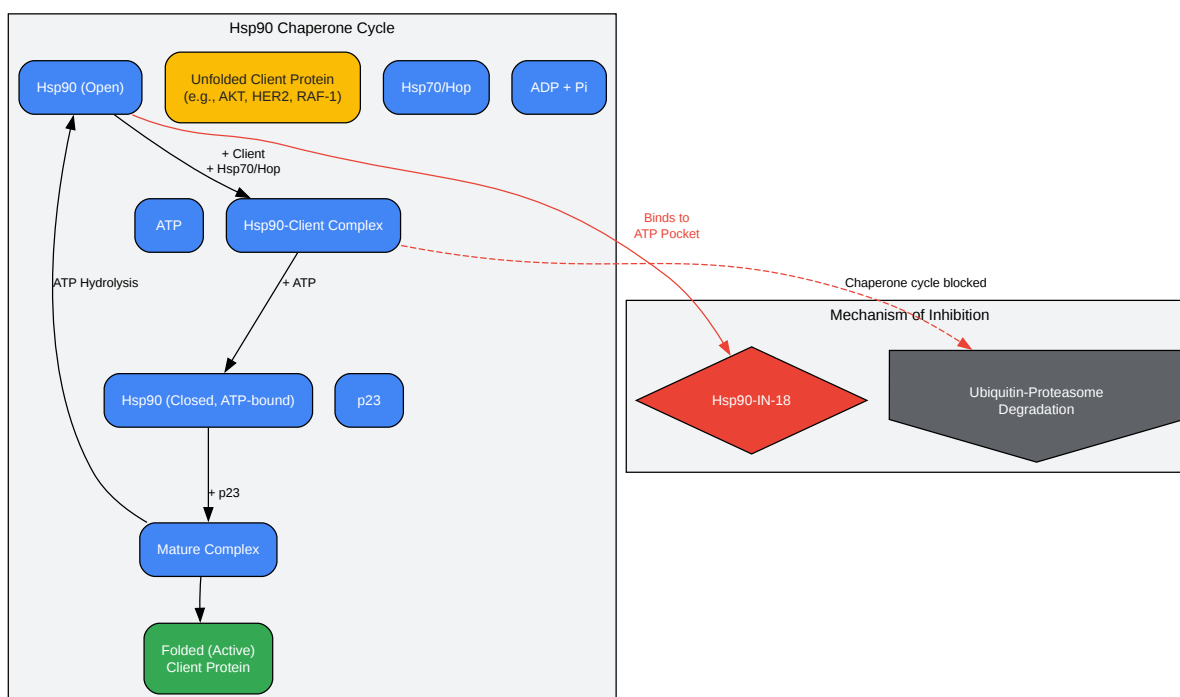 Hsp90 Chaperone Cycle
Hsp90 (Open)
Unfolded Client Protein
(e.g., AKT, HER2, RAF-1)
Hsp70/Hop
ADP + Pi
+ Client
+ Hsp70/Hop
ATP
Hsp90-Client Complex
Binds to
ATP Pocket
ATP Hydrolysis
+ ATP
Chaperone cycle blocked
Mechanism of Inhibition
Hsp90 (Closed, ATP-bound)
p23
Hsp90-IN-18
Ubiquitin-Proteasome
Degradation
+ p23
Mature Complex
Folded (Active)
Client Protein